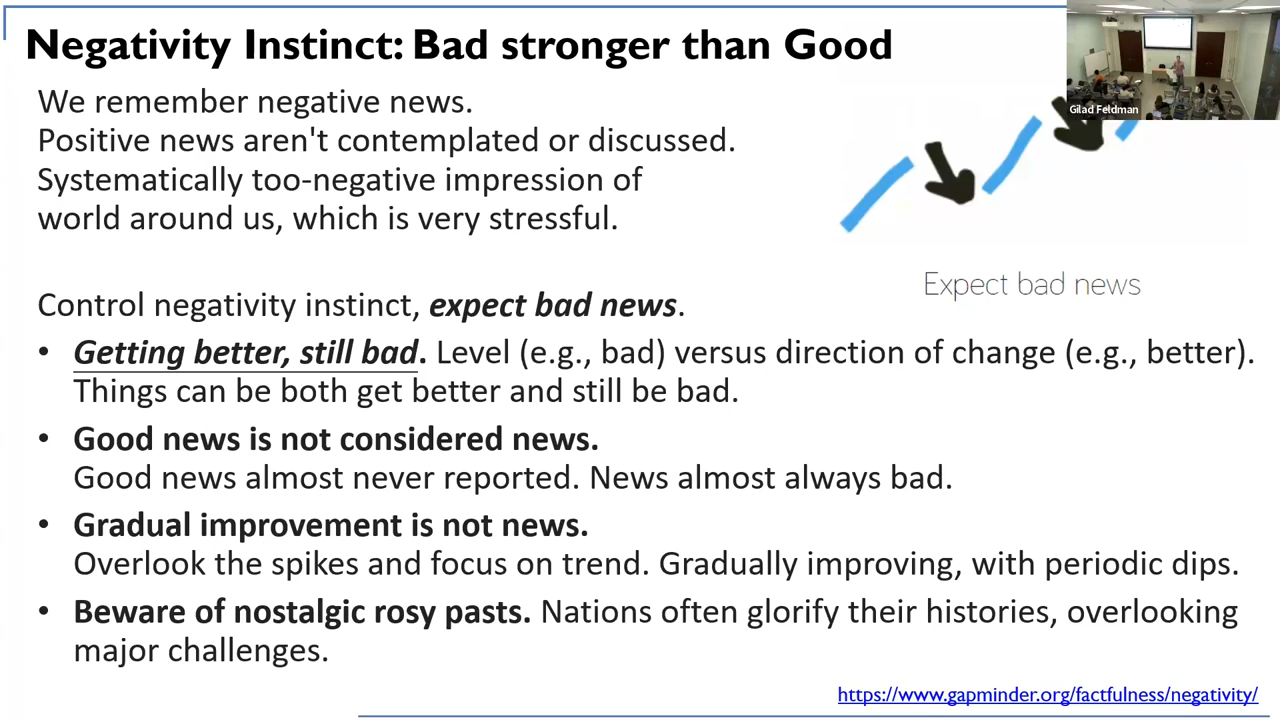 Negativity Instinct: Bad stronger than Good
Gilad Feldman
We remember negative news.
Positive news aren't contemplated or discussed.
Systematically too-negative impression of
world around us, which is very stressful.
Expect bad news
Control negativity instinct, expect bad news.
• Getting better, still bad. Level (e.g., bad) versus direction of change (e.g., better).
Things can be both get better and still be bad.
• Good news is not considered news.
Good news almost never reported. News almost always bad.
• Gradual improvement is not news.
Overlook the spikes and focus on trend. Gradually improving, with periodic dips.
• Beware of nostalgic rosy pasts. Nations often glorify their histories, overlooking
major challenges.
https://www.gapminder.org/factfulness/negativity/